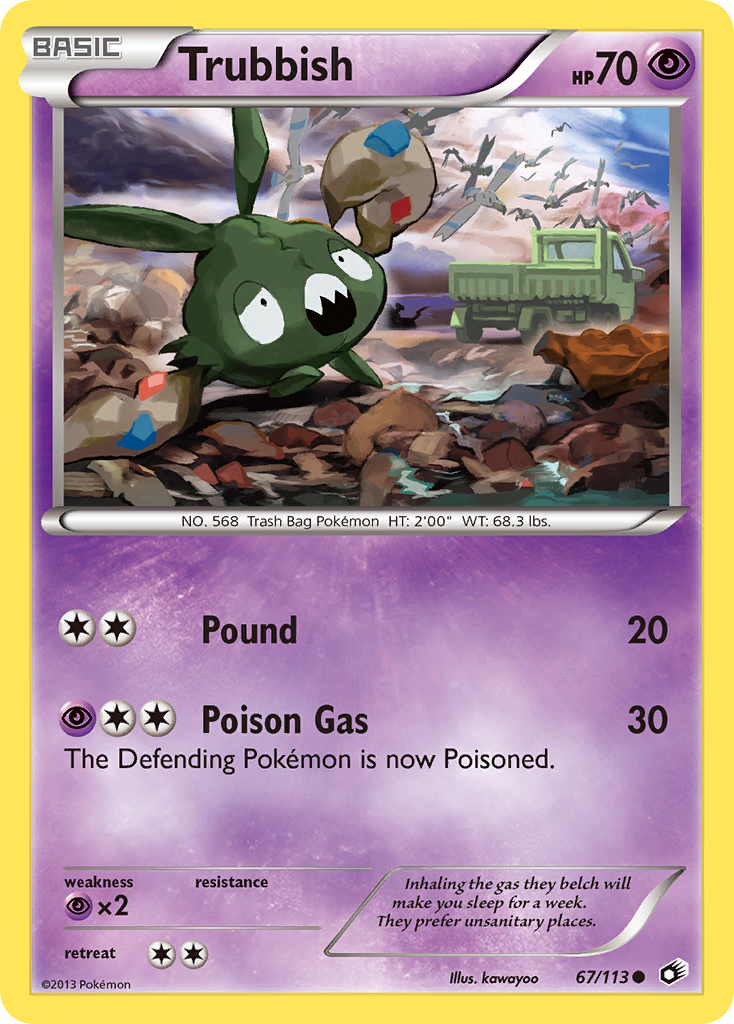 BASIC
Trubbish
HP70
NO. 568 Trash Bag Pokémon HT: 2'00" WT: 68.3 lbs.
Pound 20
Poison Gas 30
The Defending Pokémon is now Poisoned.
weakness resistance
×2
retreat
Inhaling the gas they belch will
make you sleep for a week.
They prefer unsanitary places.
©2013 Pokémon
Illus. kawayoo
67/113